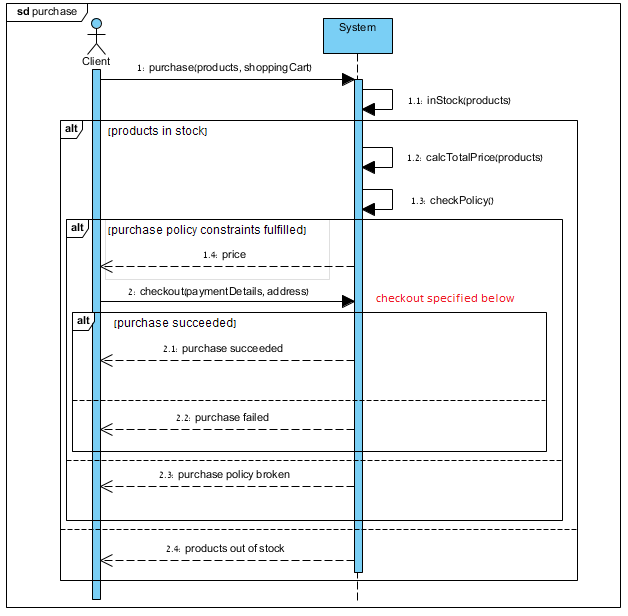 sd purchase
System
Client
1: purchase(products, shoppingCart)
1.1: inStock(products)
alt
[products in stock]
1.2: calcTotalPrice(products)
1.3: checkPolicy()
alt
[purchase policy constraints fulfilled]
1.4: price
2: checkout(paymentDetails, address)
checkout specified below
alt
[purchase succeeded]
2.1: purchase succeeded
2.2: purchase failed
2.3: purchase policy broken
2.4: products out of stock